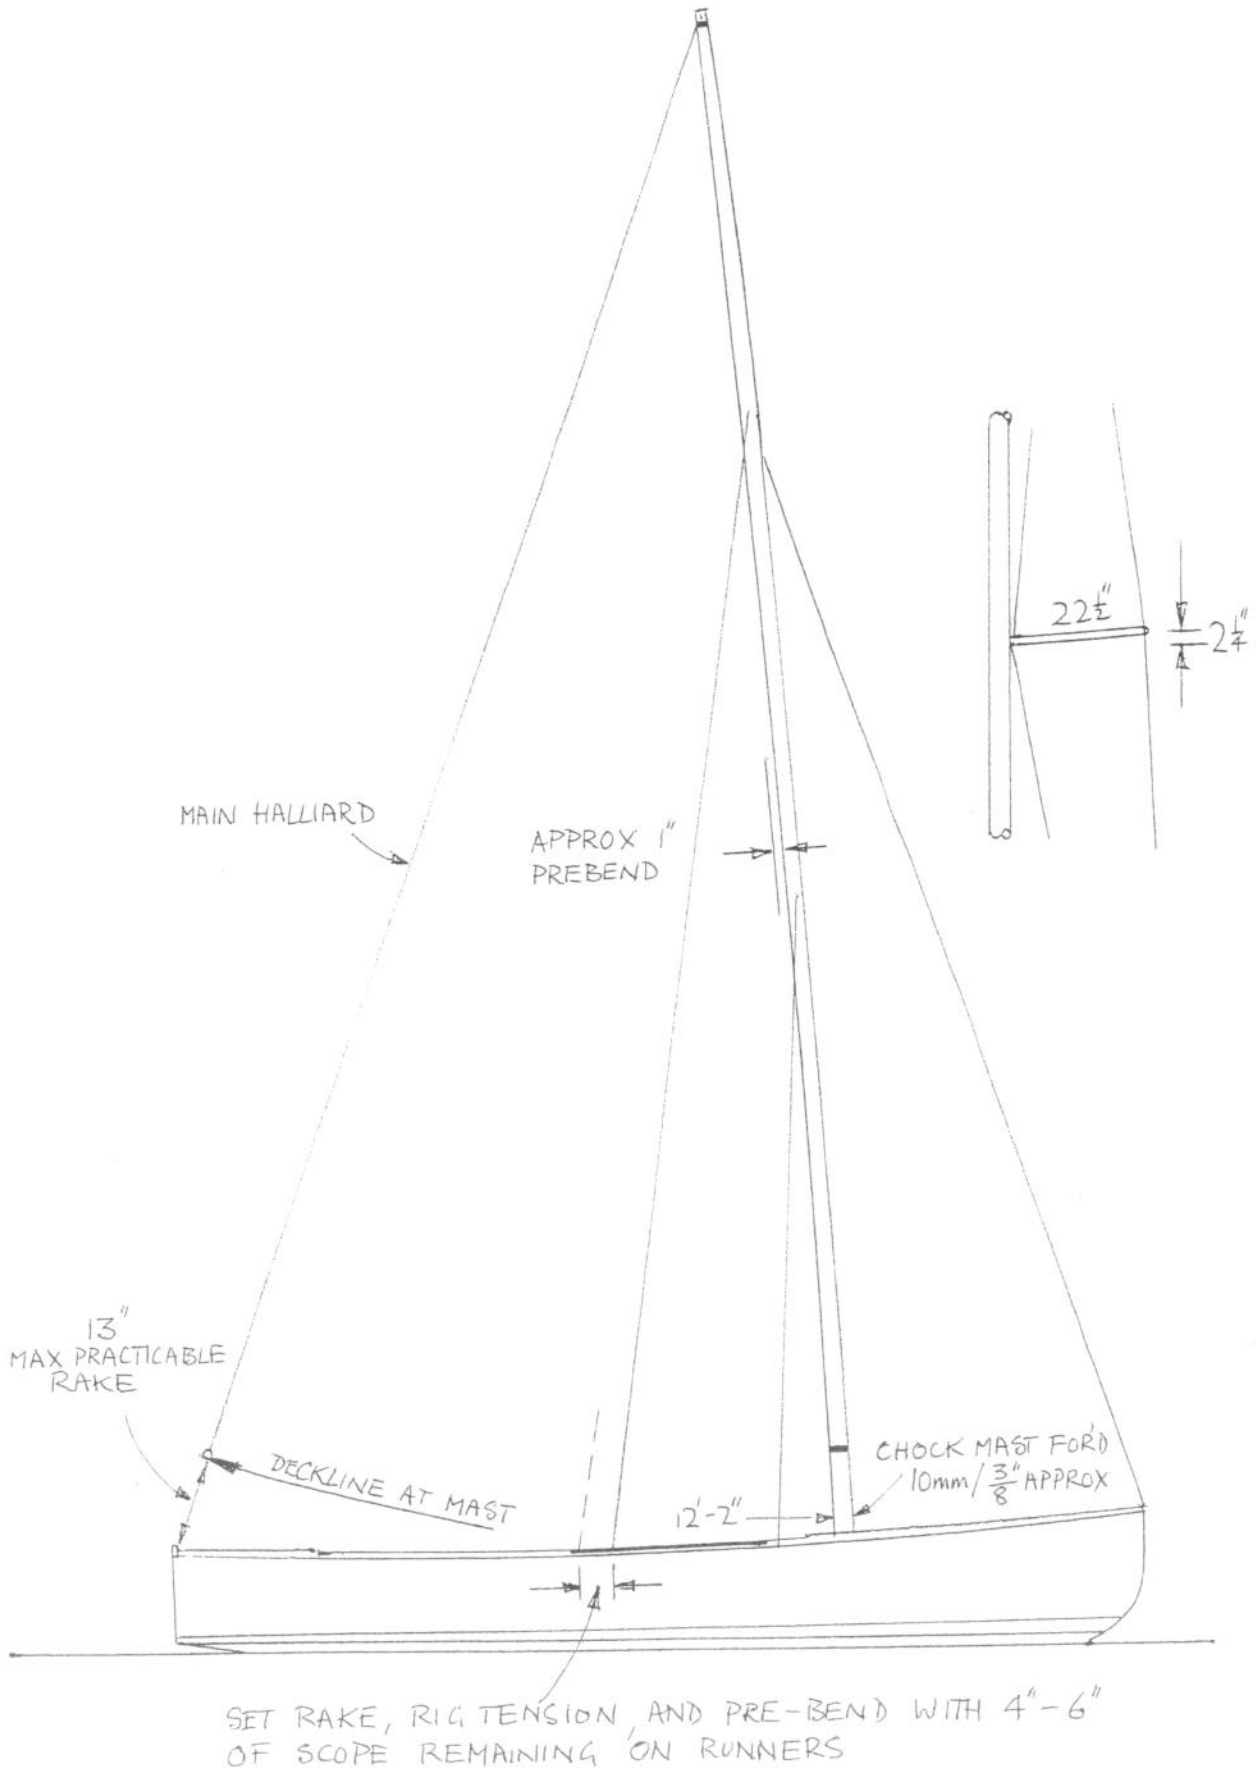 22½"
2¼"
MAIN HALLIARD
APPROX 1"
PREBEND
13"
MAX PRACTICABLE
RAKE
DECKLINE AT MAST
CHOCK MAST FOR'D
10mm/ 3/8" APPROX
12'-2"
SET RAKE, RIG TENSION, AND PRE-BEND WITH 4"-6"
OF SCOPE REMAINING ON RUNNERS